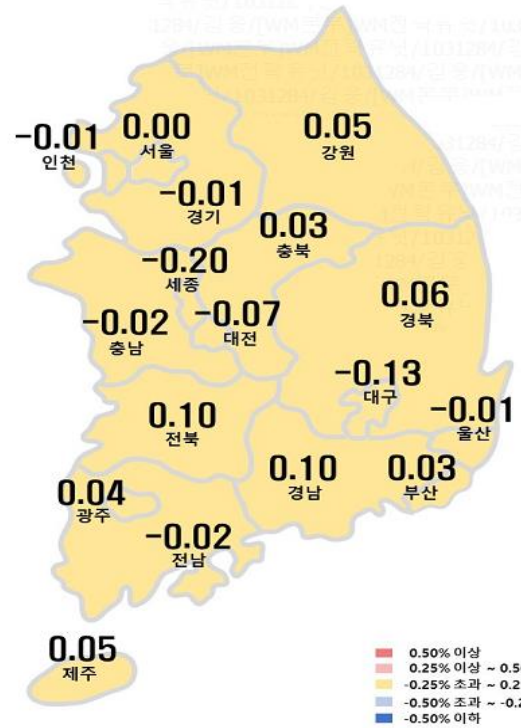 0.00
서울
-0.01
인천
0.05
강원
-0.01
경기
0.03
충북
-0.20
세종
-0.07
대전
-0.02
충남
0.06
경북
-0.13
대구
-0.01
울산
0.10
전북
0.10
경남
0.03
부산
0.04
광주
-0.02
전남
0.05
제주
0.50% 이상
0.25% 이상 ~ 0.5
-0.25% 초과 ~ 0.2
-0.50% 초과 ~ -0.2
-0.50% 이하